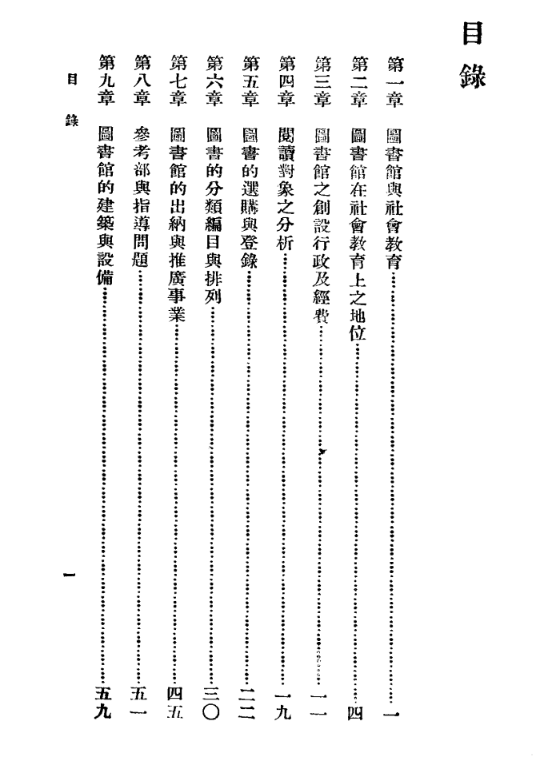 目錄
第一章 圖書館與社會教育……一
第二章 圖書館在社會教育上之地位……四
第三章 圖書館之創設行政及經費……一一
第四章 閱讀對象之分析……一九
第五章 圖書的選購與登錄……二二
第六章 圖書的分類編目與排列……三〇
第七章 圖書館的出納與推廣事業……四五
第八章 參考部與指導問題……五一
第九章 圖書館的建築與設備……五九
目錄 一